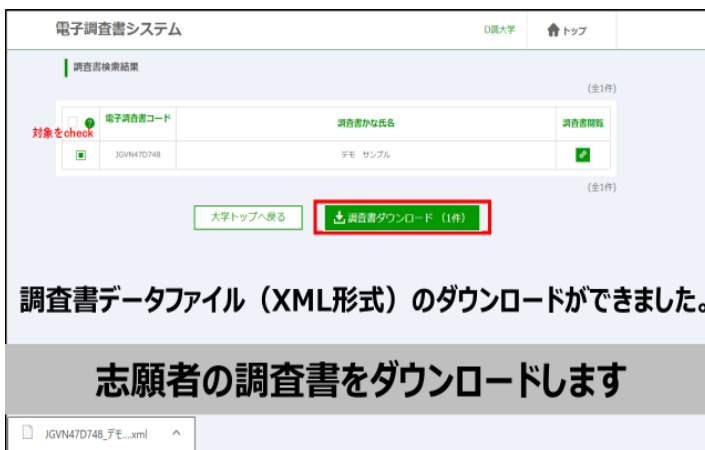 電子調査書システム
D調大学
トップ
調査書検索結果
(全1件)
? 電子調査書コード 調査書かな氏名 調査書閲覧
対象をcheck
JGVN47D748 デモ サンプル
(全1件)
大学トップへ戻る 調査書ダウンロード (1件)
調査書データファイル（XML形式）のダウンロードができました。
志願者の調査書をダウンロードします
JGVN47D748_デモ....xml